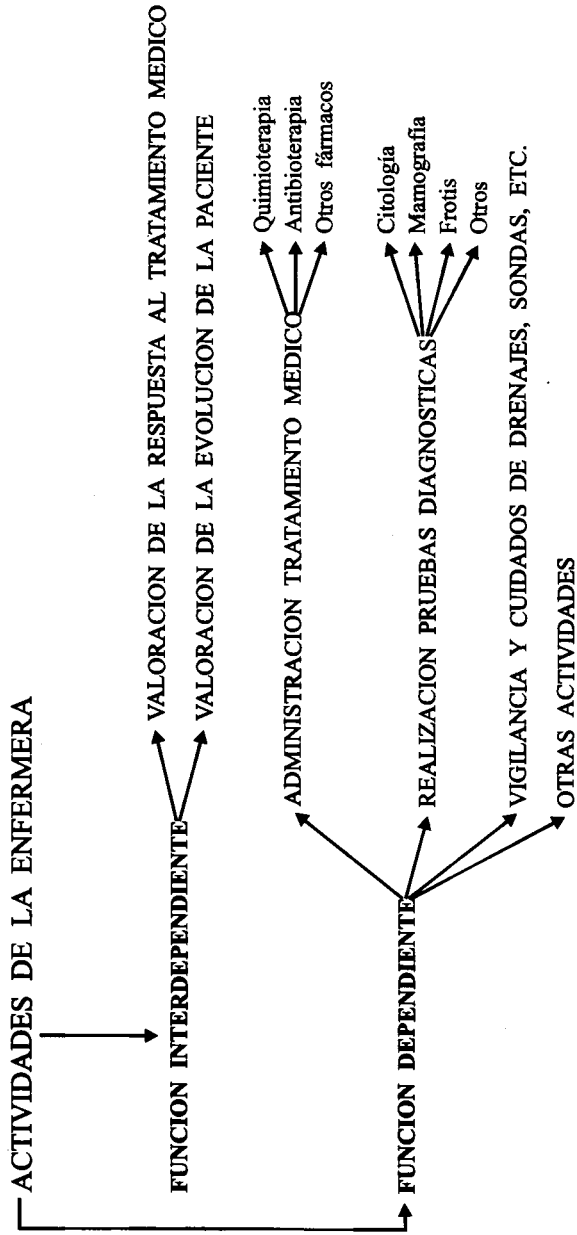 ACTIVIDADES DE LA ENFERMERA
FUNCION INTERDEPENDIENTE
VALORACION DE LA RESPUESTA AL TRATAMIENTO MEDICO
VALORACION DE LA EVOLUCION DE LA PACIENTE
FUNCION DEPENDIENTE
ADMINISTRACION TRATAMIENTO MEDICO
Quimioterapia
Antibioterapia
Otros fármacos
REALIZACION PRUEBAS DIAGNOSTICAS
Citología
Mamografía
Frotis
Otros
VIGILANCIA Y CUIDADOS DE DRENAJES, SONDAS, ETC.
OTRAS ACTIVIDADES